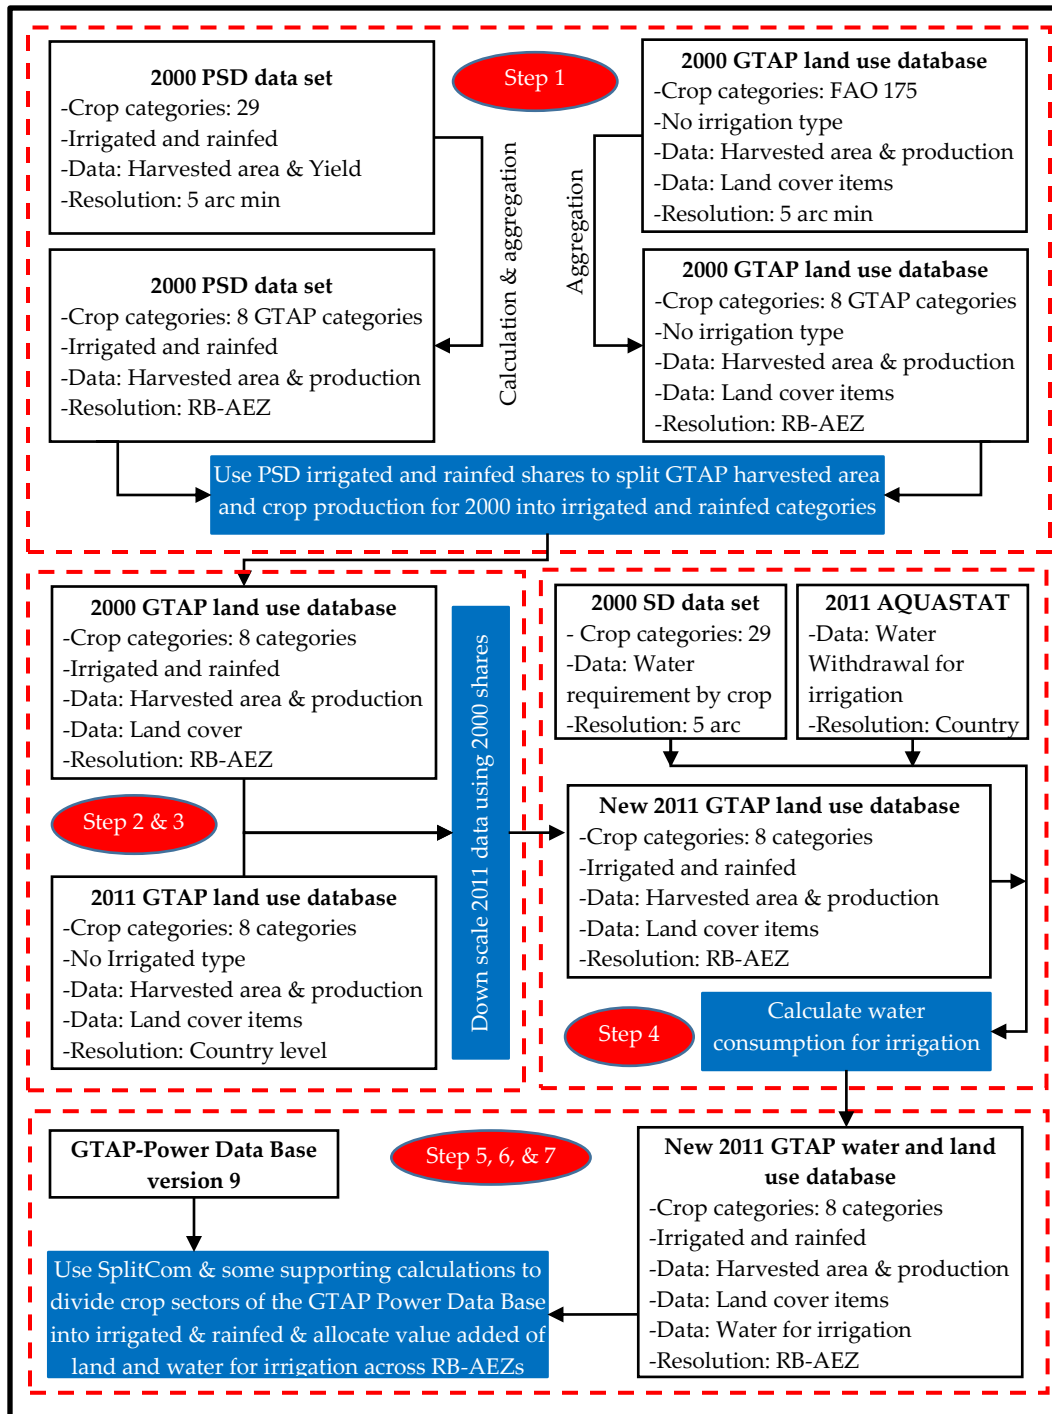 2000 PSD data set
-Crop categories: 29
-Irrigated and rainfed
-Data: Harvested area & Yield
-Resolution: 5 arc min
Step 1
2000 GTAP land use database
-Crop categories: FAO 175
-No irrigation type
-Data: Harvested area & production
-Data: Land cover items
-Resolution: 5 arc min
Calculation & aggregation
Aggregation
2000 PSD data set
-Crop categories: 8 GTAP categories
-Irrigated and rainfed
-Data: Harvested area & production
-Resolution: RB-AEZ
2000 GTAP land use database
-Crop categories: 8 GTAP categories
-No irrigation type
-Data: Harvested area & production
-Data: Land cover items
-Resolution: RB-AEZ
Use PSD irrigated and rainfed shares to split GTAP harvested area
and crop production for 2000 into irrigated and rainfed categories
2000 GTAP land use database
-Crop categories: 8 categories
-Irrigated and rainfed
-Data: Harvested area & production
-Data: Land cover
-Resolution: RB-AEZ
Step 2 & 3
2011 GTAP land use database
-Crop categories: 8 categories
-No Irrigated type
-Data: Harvested area & production
-Data: Land cover items
-Resolution: Country level
Down scale 2011 data using 2000 shares
2000 SD data set
- Crop categories: 29
-Data: Water
requirement by crop
-Resolution: 5 arc
2011 AQUASTAT
-Data: Water
Withdrawal for
irrigation
-Resolution: Country
New 2011 GTAP land use database
-Crop categories: 8 categories
-Irrigated and rainfed
-Data: Harvested area & production
-Data: Land cover items
-Resolution: RB-AEZ
Step 4
Calculate water
consumption for irrigation
GTAP-Power Data Base
version 9
Step 5, 6, & 7
New 2011 GTAP water and land
use database
-Crop categories: 8 categories
-Irrigated and rainfed
-Data: Harvested area & production
-Data: Land cover items
-Data: Water for irrigation
-Resolution: RB-AEZ
Use SplitCom & some supporting calculations to
divide crop sectors of the GTAP Power Data Base
into irrigated & rainfed & allocate value added of
land and water for irrigation across RB-AEZs